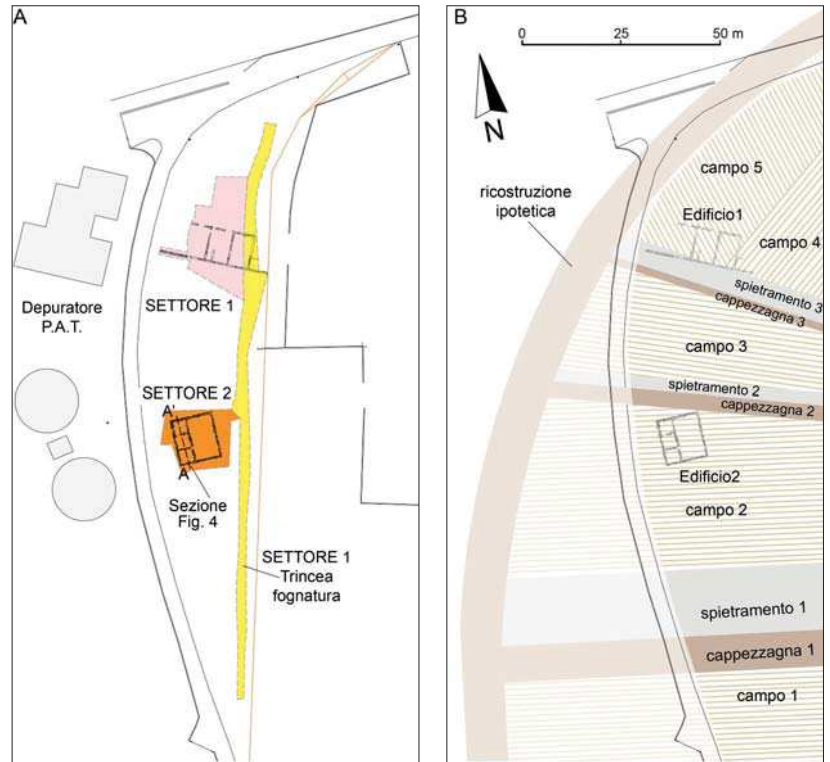 A
Depuratore
P.A.T.
SETTORE 1
SETTORE 2
A'
A
Sezione
Fig. 4
SETTORE 1
Trincea
fognatura
B
0 25 50 m
N
ricostruzione
ipotetica
campo 5
Edificio1
campo 4
spietramento 3
cappezzagna 3
campo 3
spietramento 2
cappezzagna 2
Edificio2
campo 2
spietramento 1
cappezzagna 1
campo 1